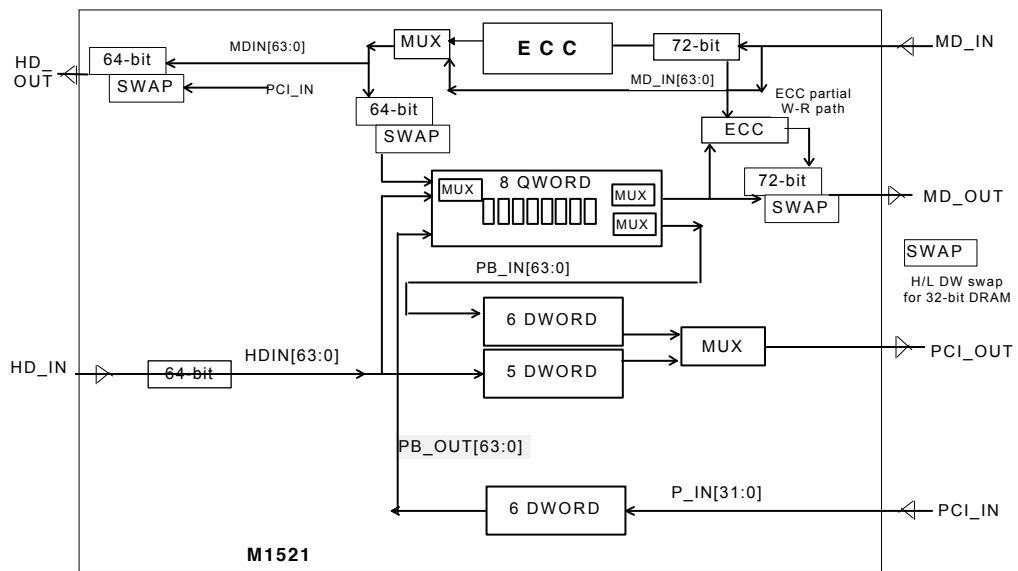 MDIN[63:0]
MUX
E C C
72-bit
MD_IN
HD_
OUT
64-bit
SWAP
PCI_IN
MD_IN[63:0]
ECC partial
W-R path
64-bit
SWAP
ECC
8 QWORD
MUX
MUX
MUX
72-bit
SWAP
MD_OUT
PB_IN[63:0]
SWAP
H/L DW swap
for 32-bit DRAM
6 DWORD
MUX
PCI_OUT
HD_IN
64-bit
HDIN[63:0]
5 DWORD
PB_OUT[63:0]
6 DWORD
P_IN[31:0]
PCI_IN
M1521